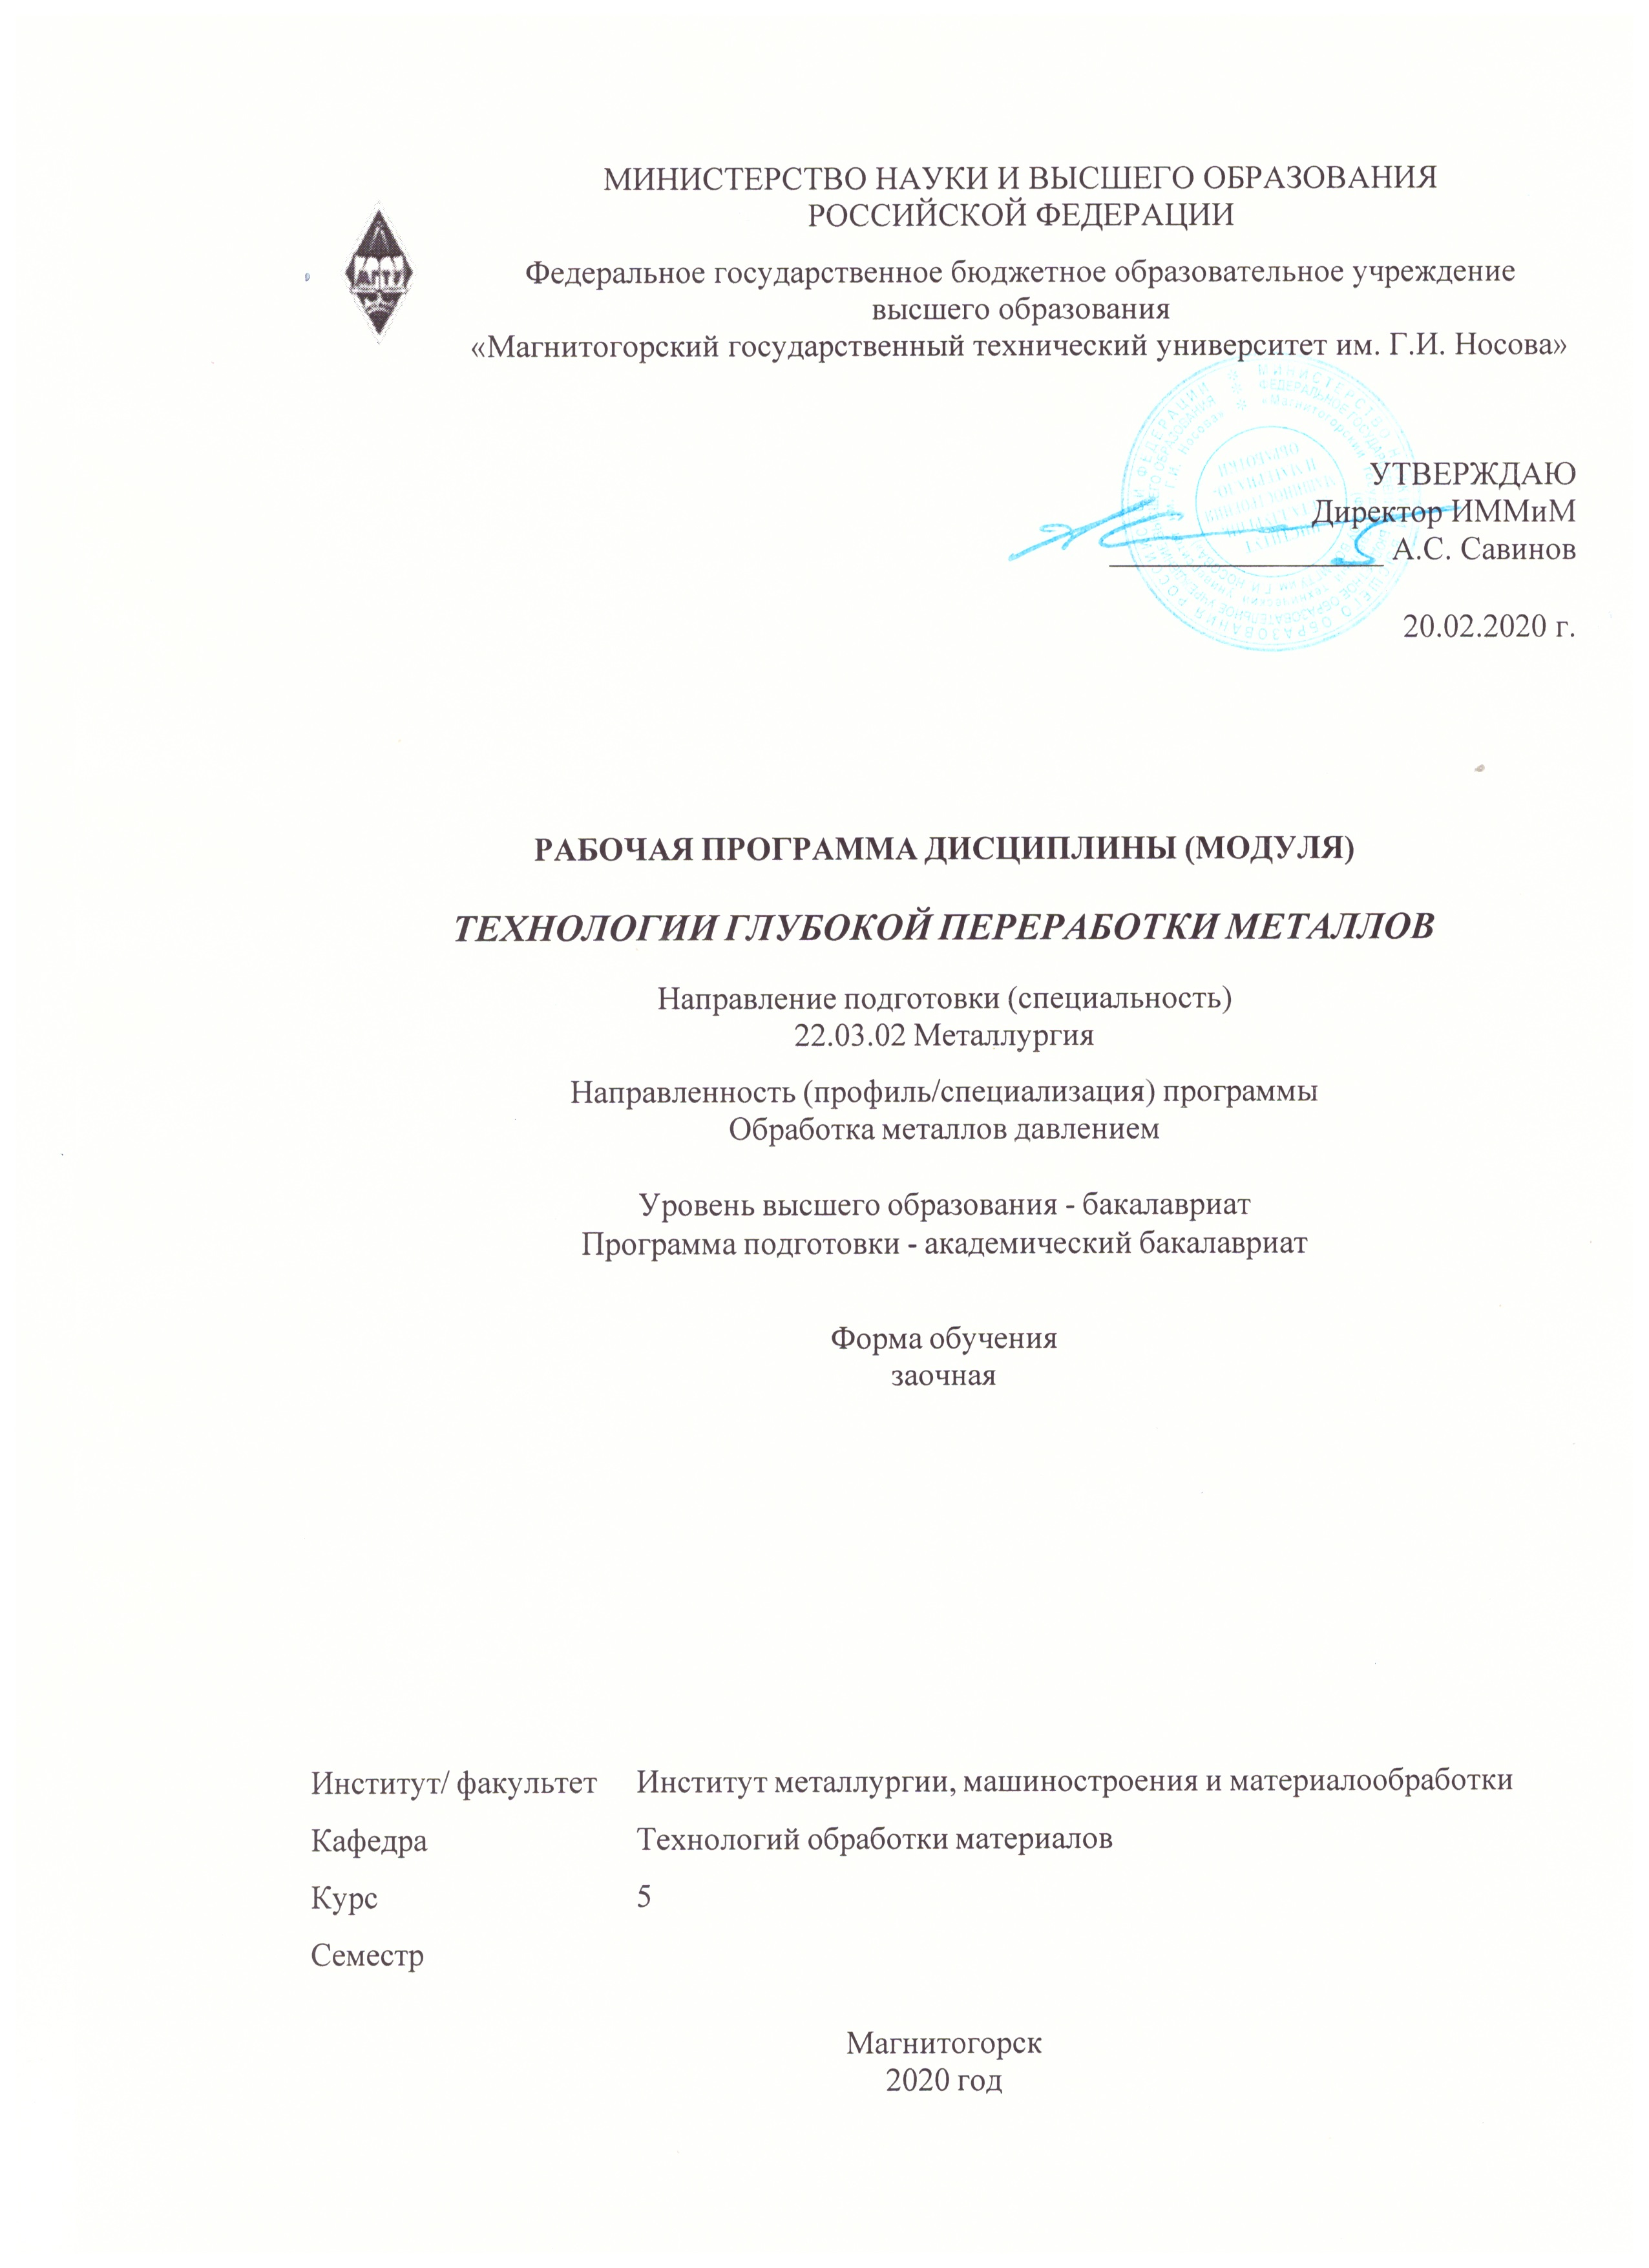 МИНИСТЕРСТВО НАУКИ И ВЫСШЕГО ОБРАЗОВАНИЯ
РОССИЙСКОЙ ФЕДЕРАЦИИ
Федеральное государственное бюджетное образовательное учреждение
высшего образования
«Магнитогорский государственный технический университет им. Г.И. Носова»
УТВЕРЖДАЮ
Директор ИММиМ
А.С. Савинов
20.02.2020 г.
РАБОЧАЯ ПРОГРАММА ДИСЦИПЛИНЫ (МОДУЛЯ)
ТЕХНОЛОГИИ ГЛУБОКОЙ ПЕРЕРАБОТКИ МЕТАЛЛОВ
Направление подготовки (специальность)
22.03.02 Металлургия
Направленность (профиль/специализация) программы
Обработка металлов давлением
Уровень высшего образования - бакалавриат
Программа подготовки - академический бакалавриат
Форма обучения
заочная
Институт/ факультет Институт металлургии, машиностроения и материалообработки
Кафедра Технологий обработки материалов
Курс 5
Семестр
Магнитогорск
2020 год